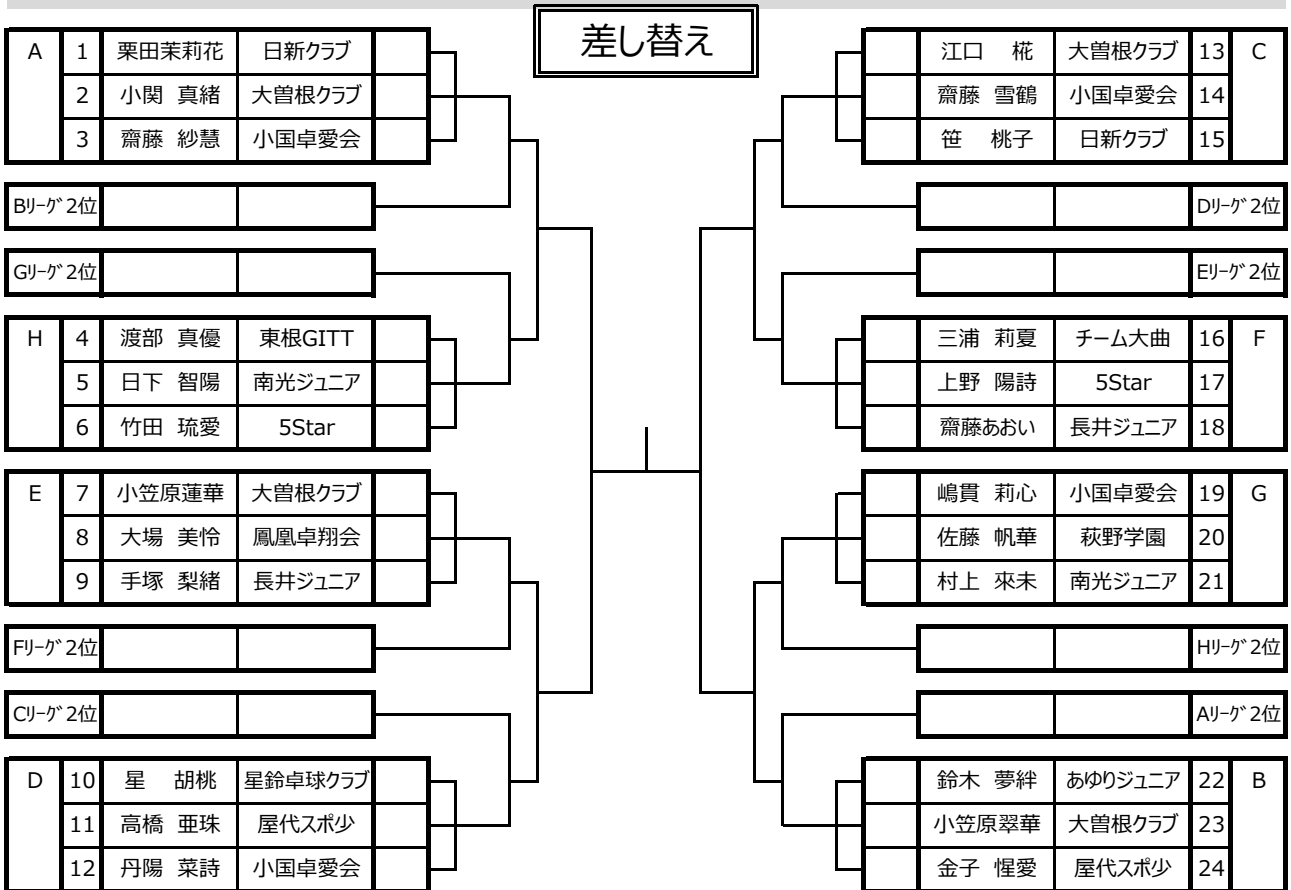 差し替え
A 1 栗田茉莉花 日新クラブ
2 小関 真緒 大曽根クラブ
3 齋藤 紗慧 小国卓愛会
Bリーグ2位
Gリーグ2位
H 4 渡部 真優 東根GITT
5 日下 智陽 南光ジュニア
6 竹田 琉愛 5Star
E 7 小笠原蓮華 大曽根クラブ
8 大場 美怜 鳳凰卓翔会
9 手塚 梨緒 長井ジュニア
Fリーグ2位
Cリーグ2位
D 10 星 胡桃 星鈴卓球クラブ
11 高橋 亜珠 屋代スポ少
12 丹陽 菜詩 小国卓愛会
江口 椛 大曽根クラブ 13 C
齋藤 雪鶴 小国卓愛会 14
笹 桃子 日新クラブ 15
Dリーグ2位
Eリーグ2位
三浦 莉夏 チーム大曲 16 F
上野 陽詩 5Star 17
齋藤あおい 長井ジュニア 18
嶋貫 莉心 小国卓愛会 19 G
佐藤 帆華 萩野学園 20
村上 來未 南光ジュニア 21
Hリーグ2位
Aリーグ2位
鈴木 夢絆 あゆりジュニア 22 B
小笠原翠華 大曽根クラブ 23
金子 惺愛 屋代スポ少 24